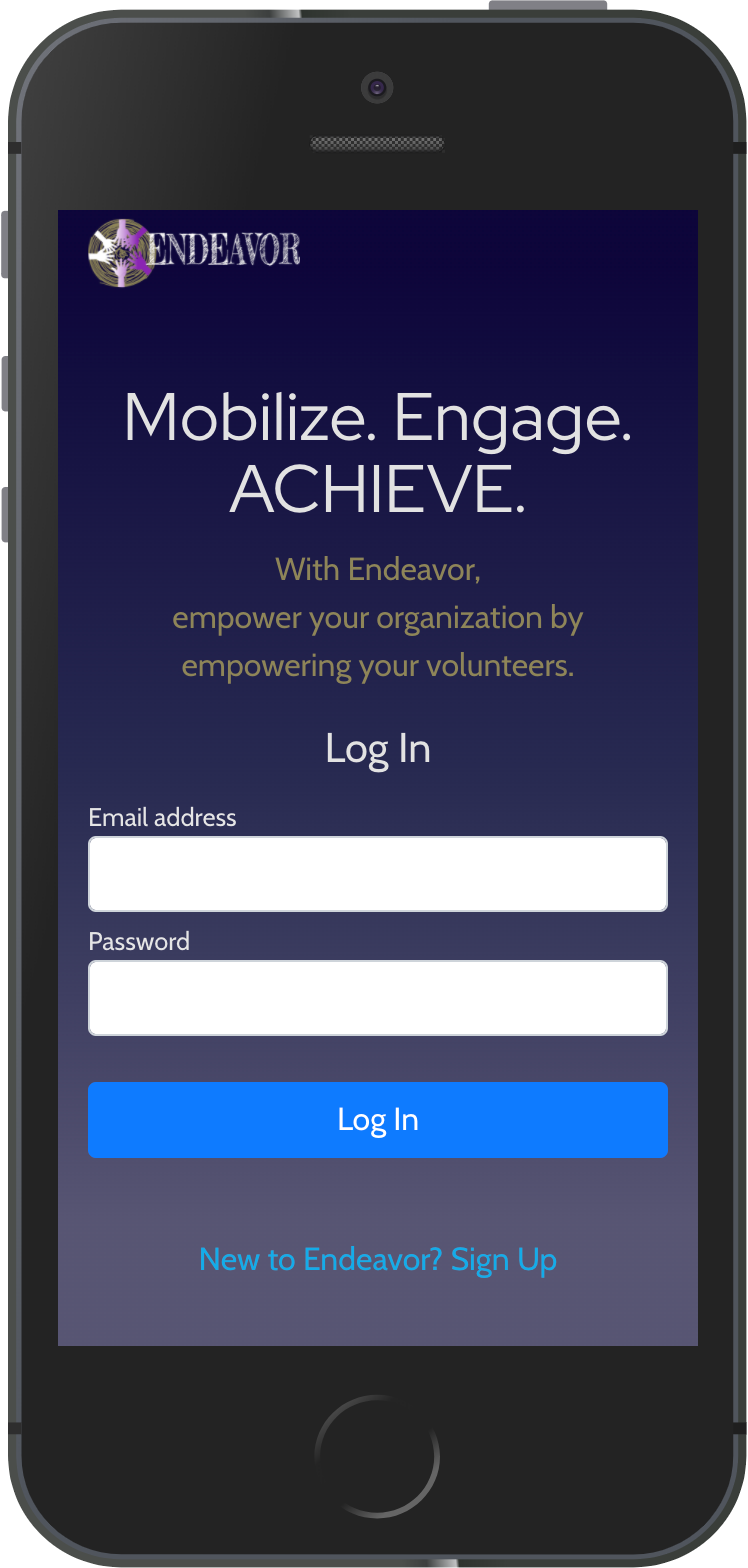 ENDEAVOR
Mobilize. Engage.
ACHIEVE.
With Endeavor,
empower your organization by
empowering your volunteers.
Log In
Email address
Password
Log In
New to Endeavor? Sign Up